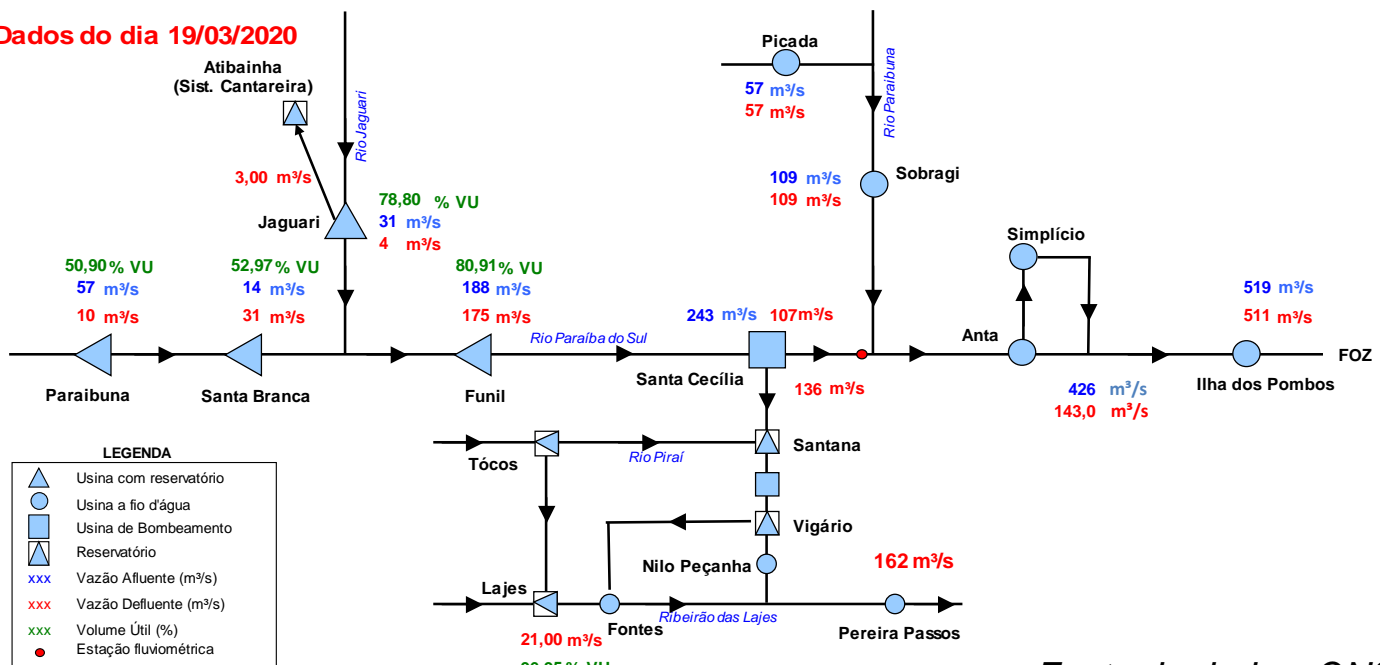 Dados do dia 19/03/2020
Atibainha
(Sist. Cantareira)
Rio Jaguari
3,00 m³/s
Jaguari
78,80 % VU
31 m³/s
4 m³/s
Picada
57 m³/s
57 m³/s
Rio Paraibuna
109 m³/s
109 m³/s
Sobragi
Simplício
50,90 % VU
57 m³/s
10 m³/s
Paraibuna
52,97 % VU
14 m³/s
31 m³/s
Santa Branca
80,91 % VU
188 m³/s
175 m³/s
Funil
Rio Paraíba do Sul
243 m³/s 107 m³/s
Santa Cecília
136 m³/s
Anta
426 m³/s
143,0 m³/s
519 m³/s
511 m³/s
Ilha dos Pombos
FOZ
Tócos
Rio Piraí
Santana
Vigário
Nilo Peçanha
162 m³/s
Lajes
Fontes
Ribeirão das Lajes
Pereira Passos
21,00 m³/s
LEGENDA
Usina com reservatório
Usina a fio d'água
Usina de Bombeamento
Reservatório
xxx Vazão Afluente (m³/s)
xxx Vazão Defluente (m³/s)
xxx Volume Útil (%)
Estação fluviométrica